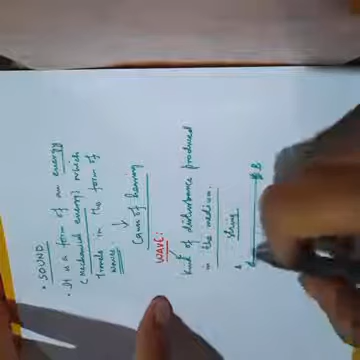 • SOUND
• It is a form of an energy
(mechanical energy) which
travels in the form of
waves.
Cause of hearing
WAVE:
Kind of disturbance produced
in the medium.
string
A B